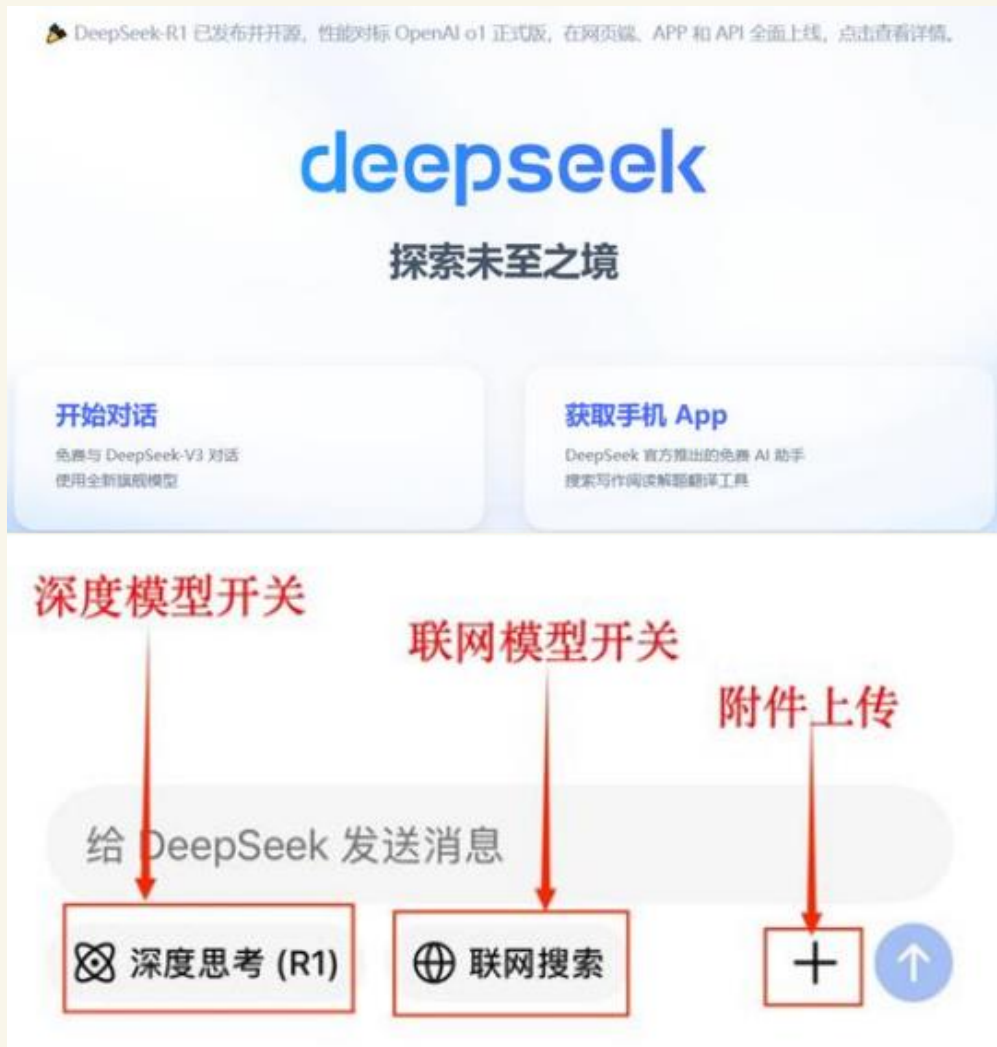 DeepSeek-R1 已发布并开源，性能对标 OpenAI o1 正式版，在网页端、APP 和 API 全面上线，点击查看详情。
deepseek
探索未至之境
开始对话
免费与 DeepSeek-V3 对话
使用全新旗舰模型
获取手机 App
DeepSeek 官方推出的免费 AI 助手
搜索写作阅读解题翻译工具
深度模型开关
联网模型开关
附件上传
给 DeepSeek 发送消息
深度思考 (R1)
联网搜索